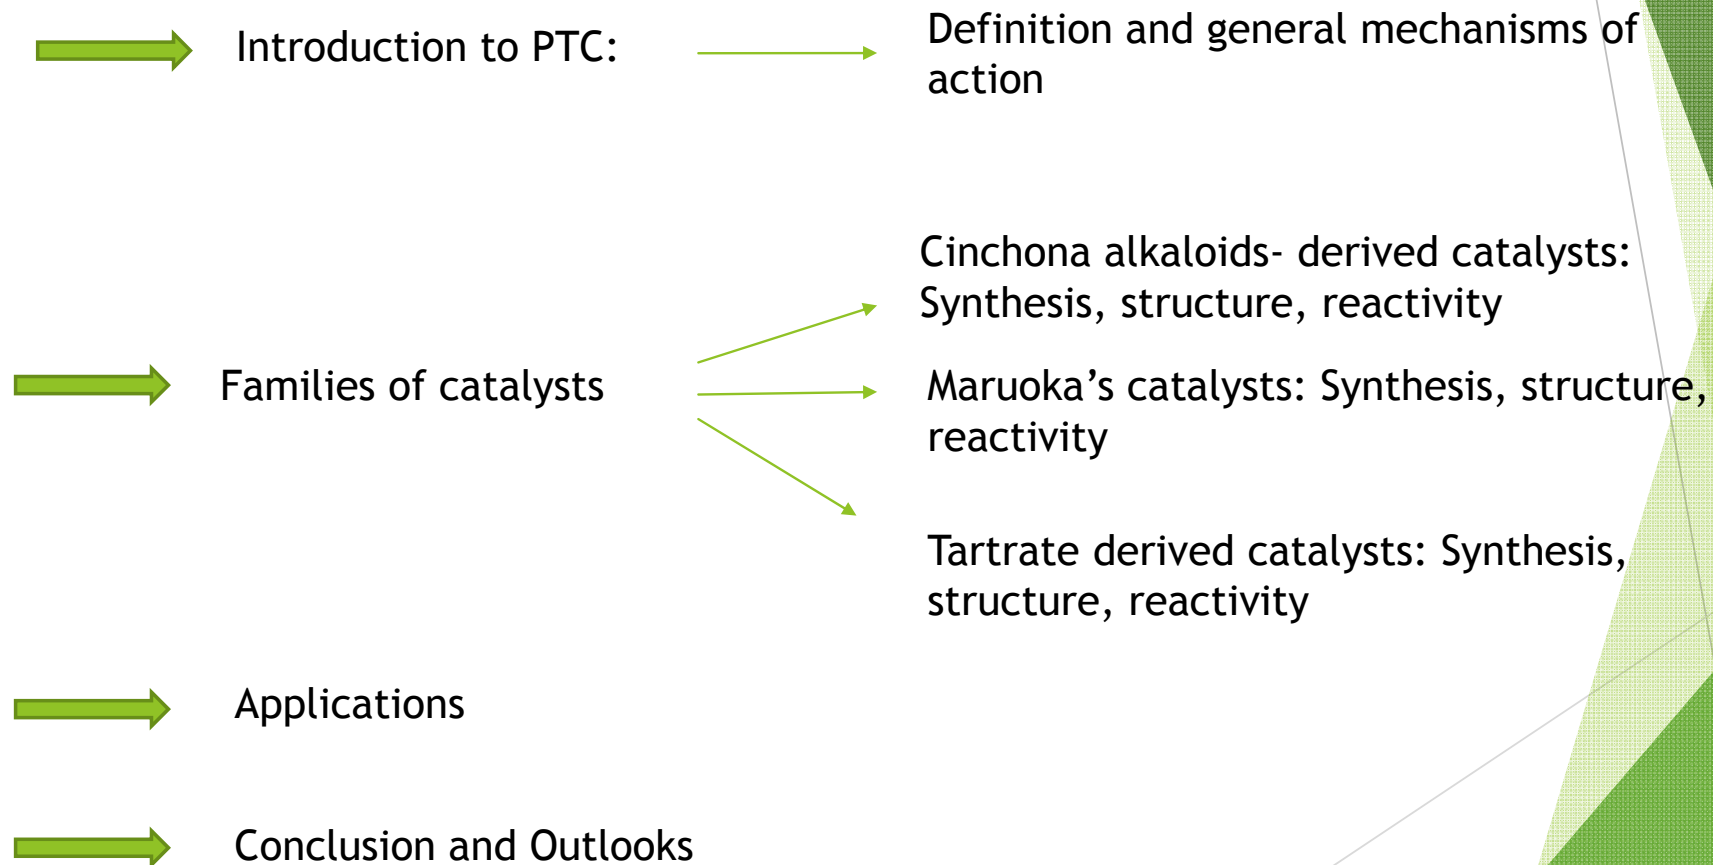 Introduction to PTC:
Definition and general mechanisms of
action
Families of catalysts
Cinchona alkaloids- derived catalysts:
Synthesis, structure, reactivity
Maruoka’s catalysts: Synthesis, structure,
reactivity
Tartrate derived catalysts: Synthesis,
structure, reactivity
Applications
Conclusion and Outlooks